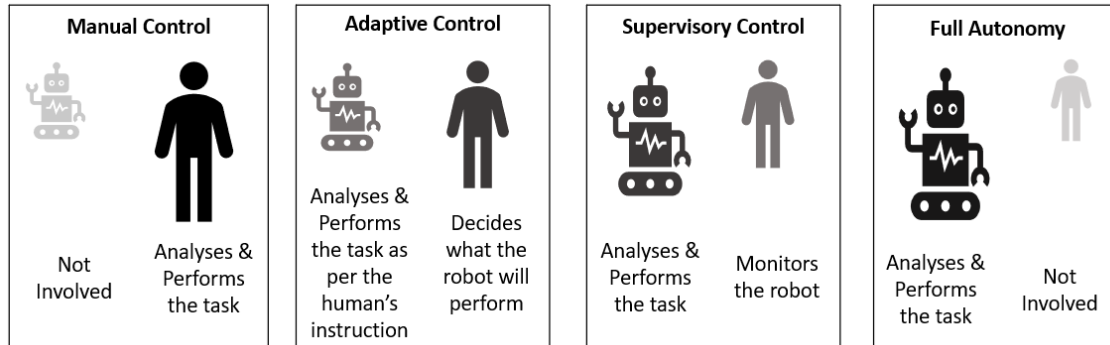 Manual Control
Not
Involved
Analyses &
Performs
the task
Adaptive Control
Analyses &
Performs
the task as
per the
human's
instruction
Decides
what the
robot will
perform
Supervisory Control
Analyses &
Performs
the task
Monitors
the robot
Full Autonomy
Analyses &
Performs
the task
Not
Involved